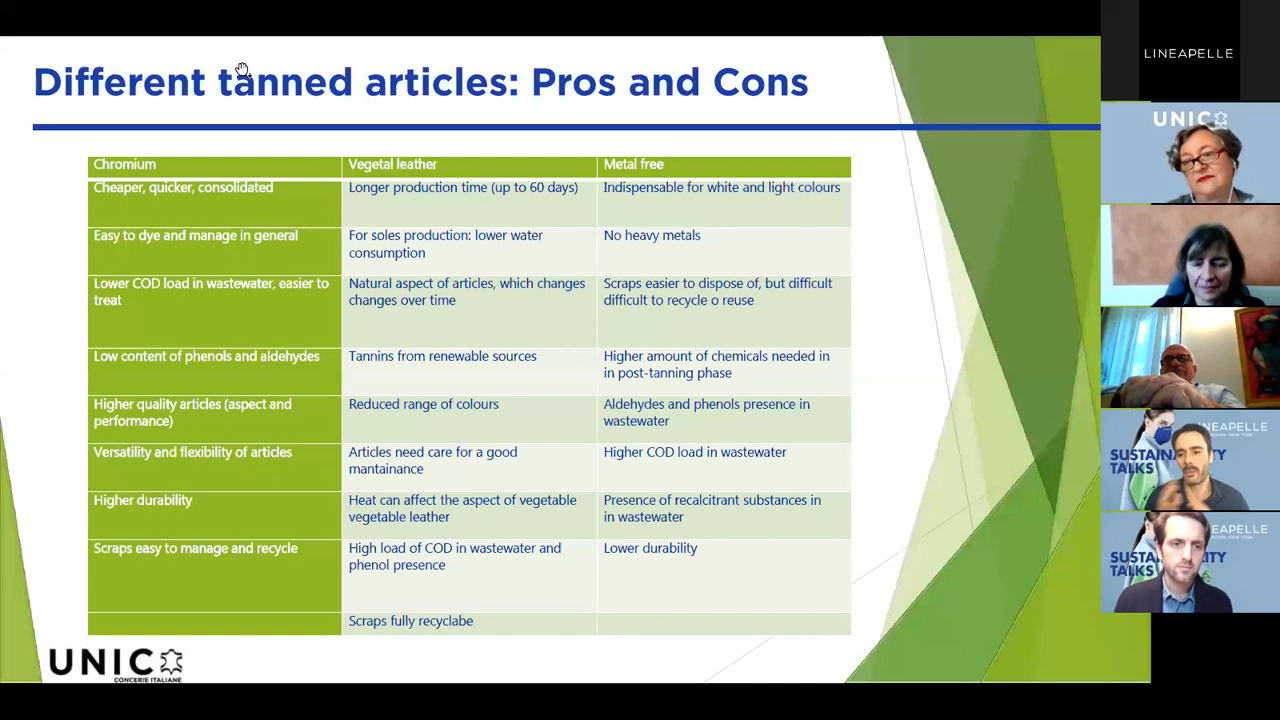 Different tanned articles: Pros and Cons
Chromium
Vegetal leather
Metal free
Cheaper, quicker, consolidated
Longer production time (up to 60 days)
Indispensable for white and light colours
Easy to dye and manage in general
For soles production: lower water
consumption
No heavy metals
Lower COD load in wastewater, easier to
treat
Natural aspect of articles, which changes
changes over time
Scraps easier to dispose of, but difficult
difficult to recycle o reuse
Low content of phenols and aldehydes
Tannins from renewable sources
Higher amount of chemicals needed in
in post-tanning phase
Higher quality articles (aspect and
performance)
Reduced range of colours
Aldehydes and phenols presence in
wastewater
Versatility and flexibility of articles
Articles need care for a good
mantainance
Higher COD load in wastewater
Higher durability
Heat can affect the aspect of vegetable
vegetable leather
Presence of recalcitrant substances in
in wastewater
Scraps easy to manage and recycle
High load of COD in wastewater and
phenol presence
Lower durability
Scraps fully recyclabe
UNIC
CONCERIE ITALIANE
LINEAPELLE
UNIC
LINEAPELLE
SUSTAINABILITY
TALKS
LINEAPELLE
SUSTAINABILITY
TALKS